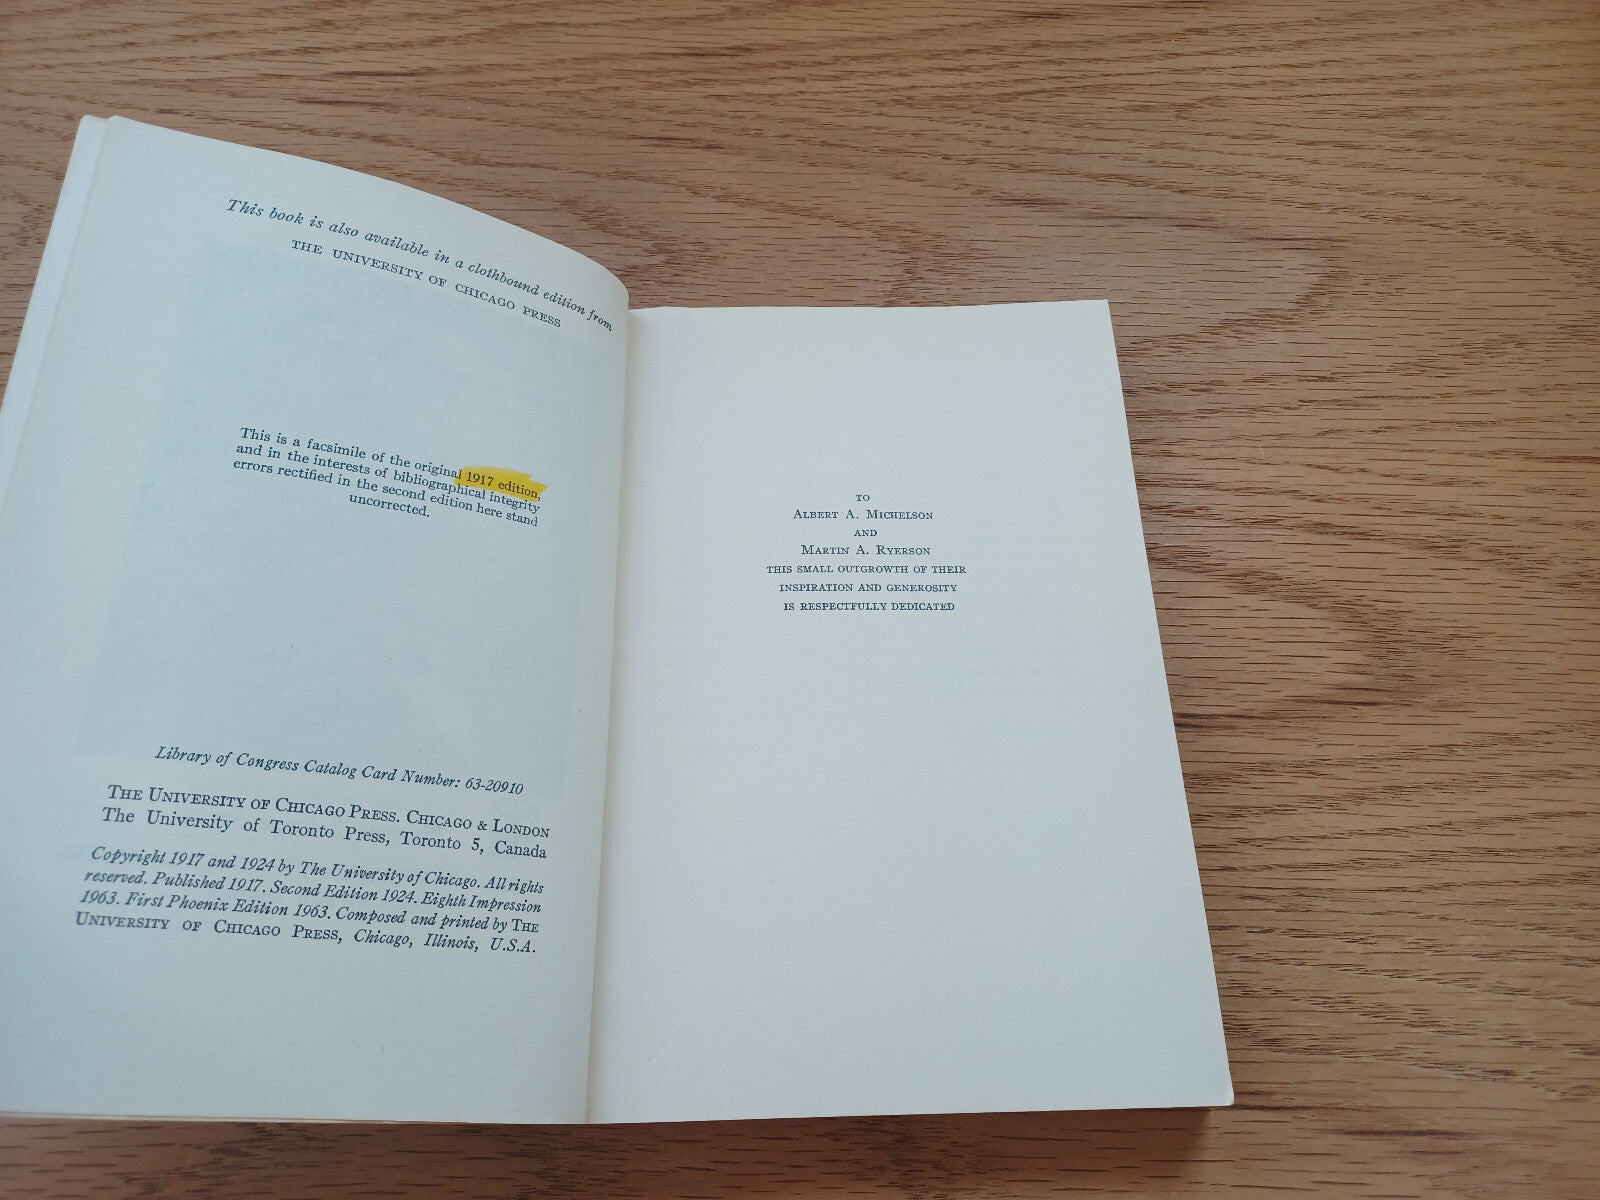 This book is also available in a clothbound edition from
THE UNIVERSITY OF CHICAGO PRESS
This is a facsimile of the original 1917 edition,
and in the interests of bibliographical integrity
errors rectified in the second edition here stand
uncorrected.
Library of Congress Catalog Card Number: 63-20910
THE UNIVERSITY OF CHICAGO PRESS. CHICAGO & LONDON
The University of Toronto Press, Toronto 5, Canada
Copyright 1917 and 1924 by The University of Chicago. All rights
reserved. Published 1917. Second Edition 1924. Eighth Impression
1963. First Phoenix Edition 1963. Composed and printed by THE
UNIVERSITY OF CHICAGO PRESS, Chicago, Illinois, U.S.A.
TO
ALBERT A. MICHELSON
AND
MARTIN A. RYERSON
THIS SMALL OUTGROWTH OF THEIR
INSPIRATION AND GENEROSITY
IS RESPECTFULLY DEDICATED